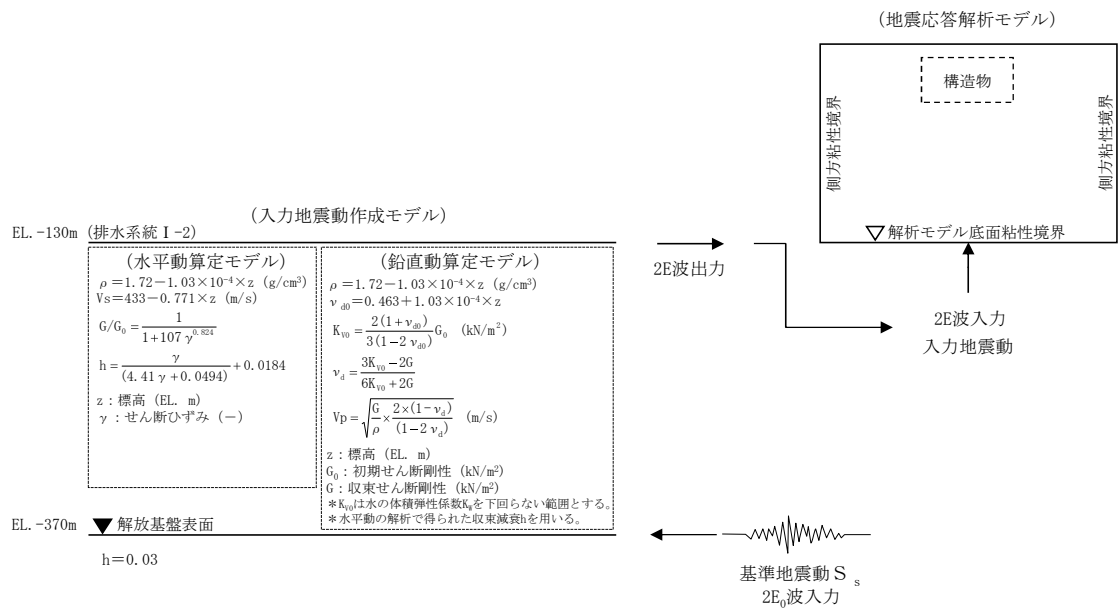 (地震応答解析モデル)
構造物
側方粘性境界
側方粘性境界
▽解析モデル底面粘性境界
(入力地震動作成モデル)
EL.-130m (排水系統Ⅰ-2)
2E波出力
2E波入力
入力地震動
(水平動算定モデル)
ρ=1.72-1.03×10⁻⁴×z (g/cm³)
Vs=433-0.771×z (m/s)
G/G₀=1/(1+107γ^0.824)
h=γ/(4.41γ+0.0494)+0.0184
z:標高 (EL. m)
γ:せん断ひずみ (-)
(鉛直動算定モデル)
ρ=1.72-1.03×10⁻⁴×z (g/cm³)
ν_d0=0.463+1.03×10⁻⁴×z
K_V0=2(1+ν_d0)/3(1-2ν_d0) G₀ (kN/m²)
ν_d=(3K_V0-2G)/(6K_V0+2G)
Vp=√(G/ρ×2×(1-ν_d)/(1-2ν_d)) (m/s)
z:標高 (EL. m)
G₀:初期せん断剛性 (kN/m²)
G:収束せん断剛性 (kN/m²)
*K_V0は水の体積弾性係数K_Wを下回らない範囲とする。
*水平動の解析で得られた収束減衰hを用いる。
EL.-370m ▼解放基盤表面
h=0.03
基準地震動Ss
2E₀波入力